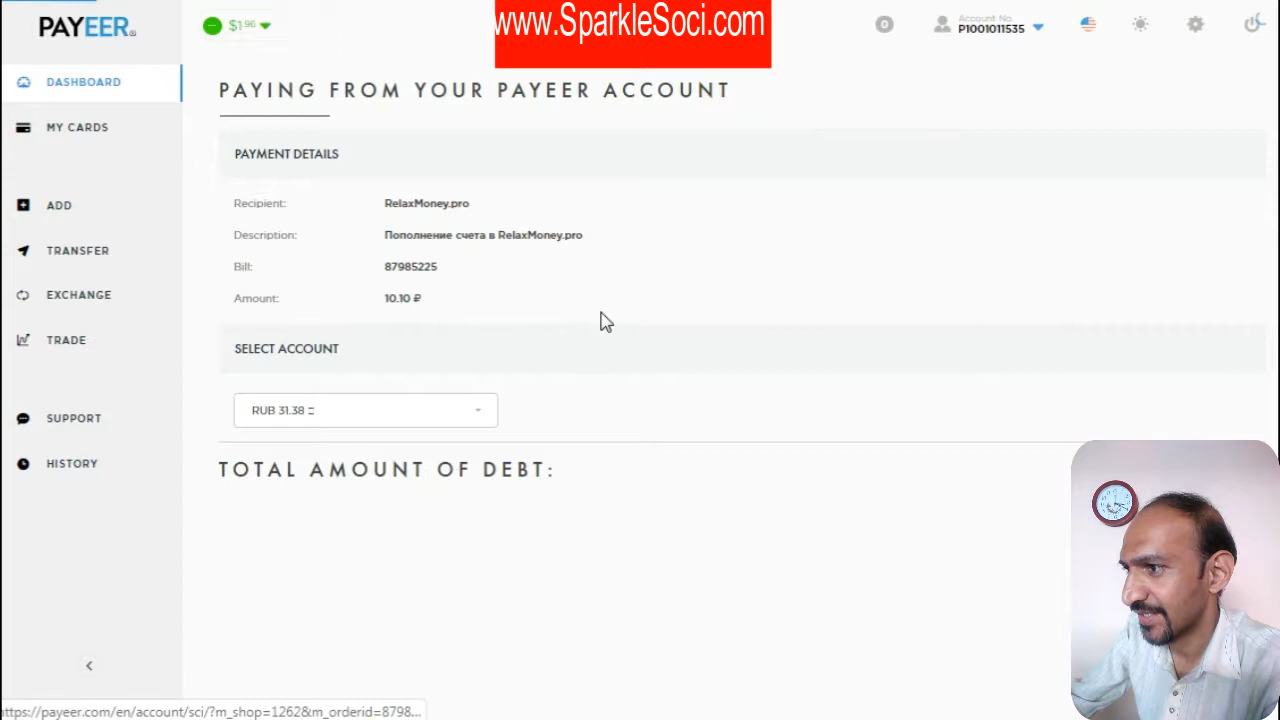 PAYEER
$1.96
www.SparkleSoci.com
0
Account No.
P1001011535
DASHBOARD
MY CARDS
ADD
TRANSFER
EXCHANGE
TRADE
SUPPORT
HISTORY
PAYING FROM YOUR PAYEER ACCOUNT
PAYMENT DETAILS
Recipient: RelaxMoney.pro
Description: Пополнение счета в RelaxMoney.pro
Bill: 87985225
Amount: 10.10 ₽
SELECT ACCOUNT
RUB 31.38
TOTAL AMOUNT OF DEBT:
https://payeer.com/en/account/sci/?m_shop=1262&m_orderid=8798...